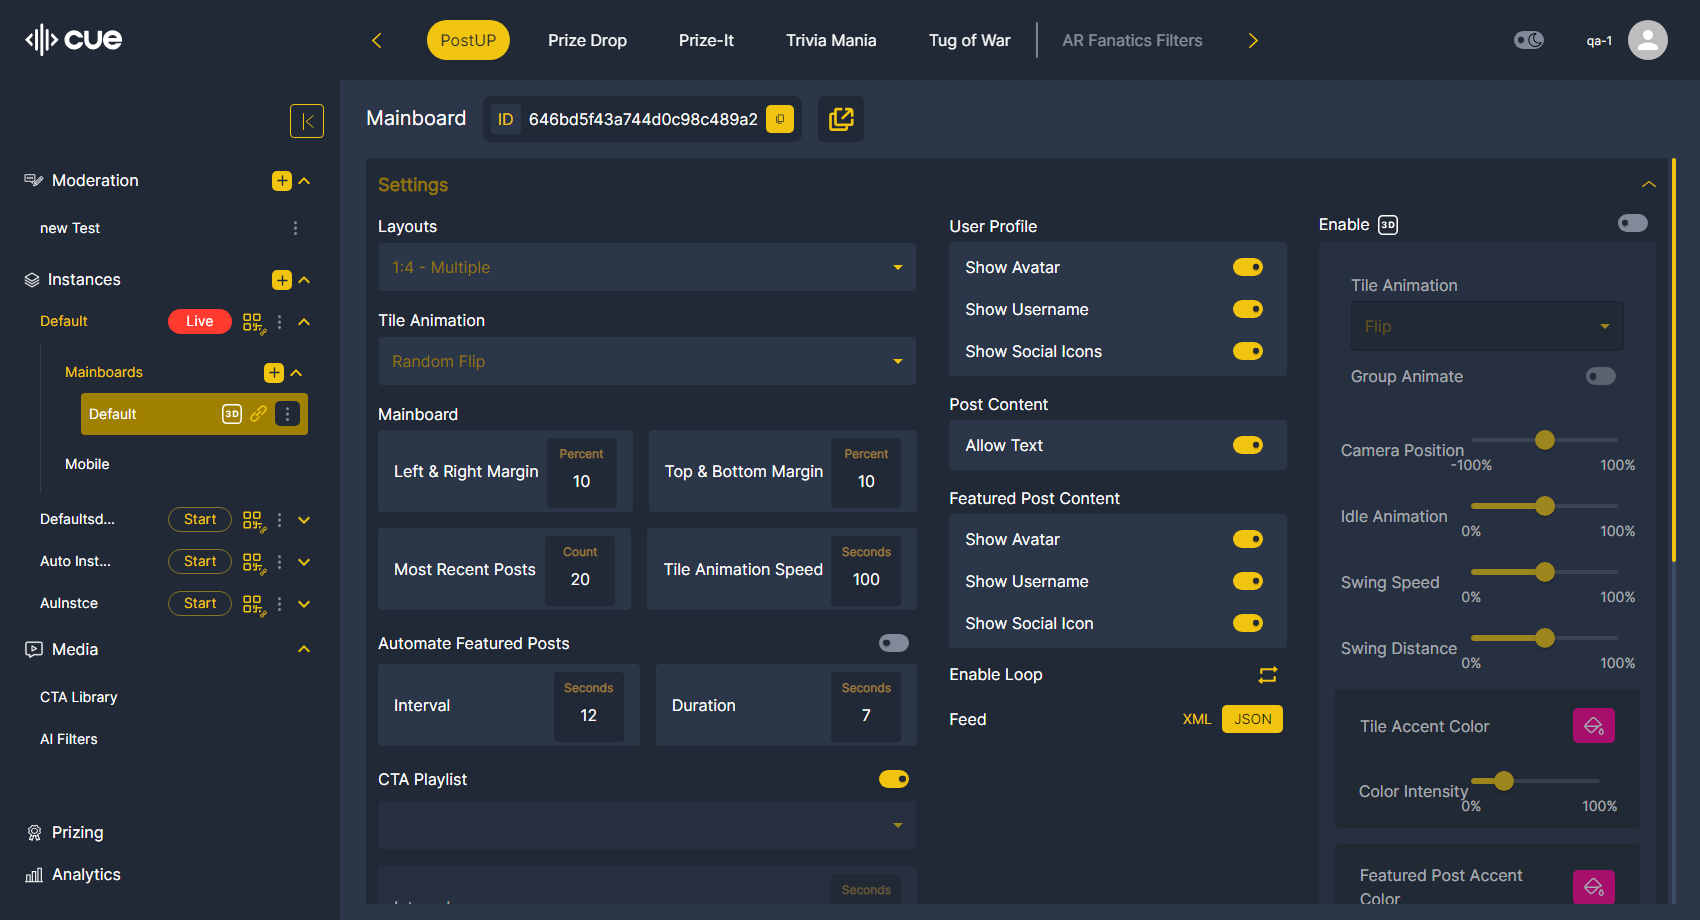 cue
PostUP
Prize Drop
Prize-It
Trivia Mania
Tug of War
AR Fanatics Filters
qa-1
Moderation
new Test
Instances
Default
Live
Mainboards
Default
3D
Mobile
Defaultsd...
Start
Auto Inst...
Start
AuInstce
Start
Media
CTA Library
AI Filters
Prizing
Analytics
Mainboard
ID
646bd5f43a744d0c98c489a2
Settings
Layouts
1:4 - Multiple
Tile Animation
Random Flip
Mainboard
Left & Right Margin
Percent
10
Top & Bottom Margin
Percent
10
Most Recent Posts
Count
20
Tile Animation Speed
Seconds
100
Automate Featured Posts
Interval
Seconds
12
Duration
Seconds
7
CTA Playlist
Seconds
User Profile
Show Avatar
Show Username
Show Social Icons
Post Content
Allow Text
Featured Post Content
Show Avatar
Show Username
Show Social Icon
Enable Loop
Feed
XML
JSON
Enable 3D
Tile Animation
Flip
Group Animate
Camera Position
-100%
100%
Idle Animation
0%
100%
Swing Speed
0%
100%
Swing Distance
0%
100%
Tile Accent Color
Color Intensity
0%
100%
Featured Post Accent
Color